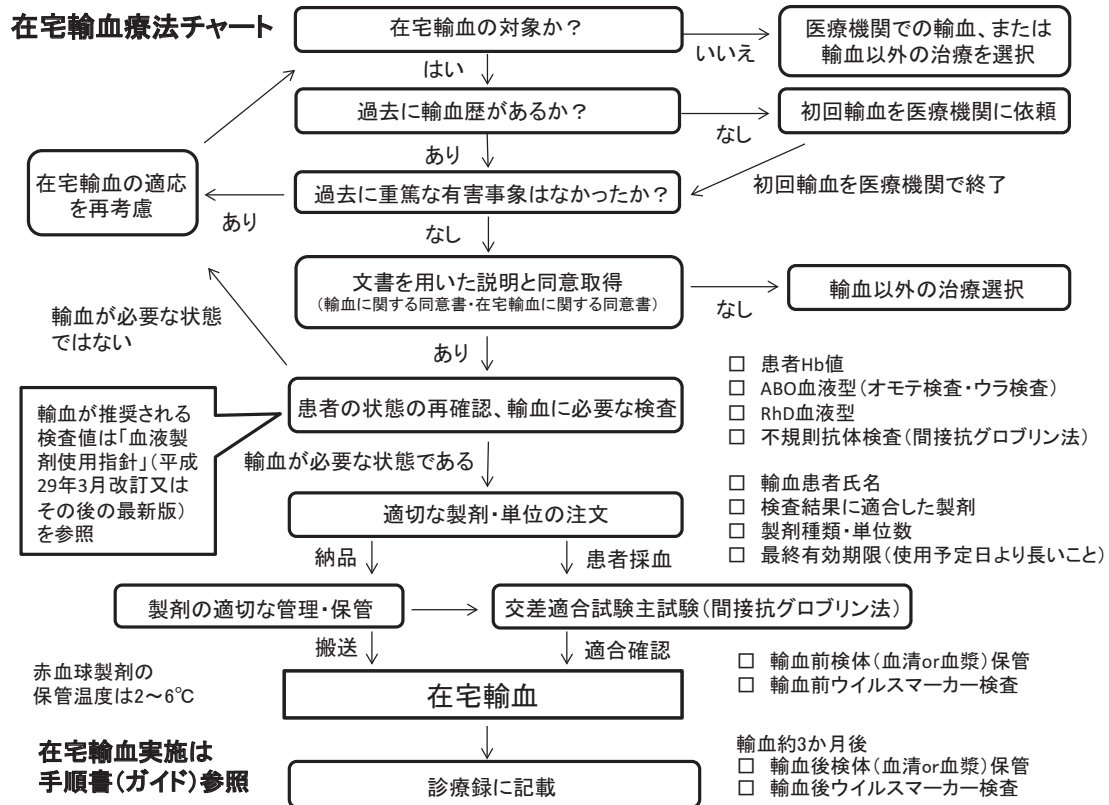 在宅輸血療法チャート
在宅輸血の対象か？
いいえ
医療機関での輸血、または
輸血以外の治療を選択
はい
過去に輸血歴があるか？
なし
初回輸血を医療機関に依頼
あり
初回輸血を医療機関で終了
過去に重篤な有害事象はなかったか？
あり
在宅輸血の適応
を再考慮
なし
文書を用いた説明と同意取得
（輸血に関する同意書・在宅輸血に関する同意書）
なし
輸血以外の治療選択
輸血が必要な状態
ではない
あり
患者の状態の再確認、輸血に必要な検査
□ 患者Hb値
□ ABO血液型（オモテ検査・ウラ検査）
□ RhD血液型
□ 不規則抗体検査（間接抗グロブリン法）
輸血が推奨される
検査値は「血液製
剤使用指針」（平成
29年3月改訂又は
その後の最新版）
を参照
輸血が必要な状態である
適切な製剤・単位の注文
□ 輸血患者氏名
□ 検査結果に適合した製剤
□ 製剤種類・単位数
□ 最終有効期限（使用予定日より長いこと）
納品
患者採血
製剤の適切な管理・保管
交差適合試験主試験（間接抗グロブリン法）
搬送
適合確認
赤血球製剤の
保管温度は2～6℃
在宅輸血
□ 輸血前検体（血清or血漿）保管
□ 輸血前ウイルスマーカー検査
在宅輸血実施は
手順書（ガイド）参照
診療録に記載
輸血約3か月後
□ 輸血後検体（血清or血漿）保管
□ 輸血後ウイルスマーカー検査